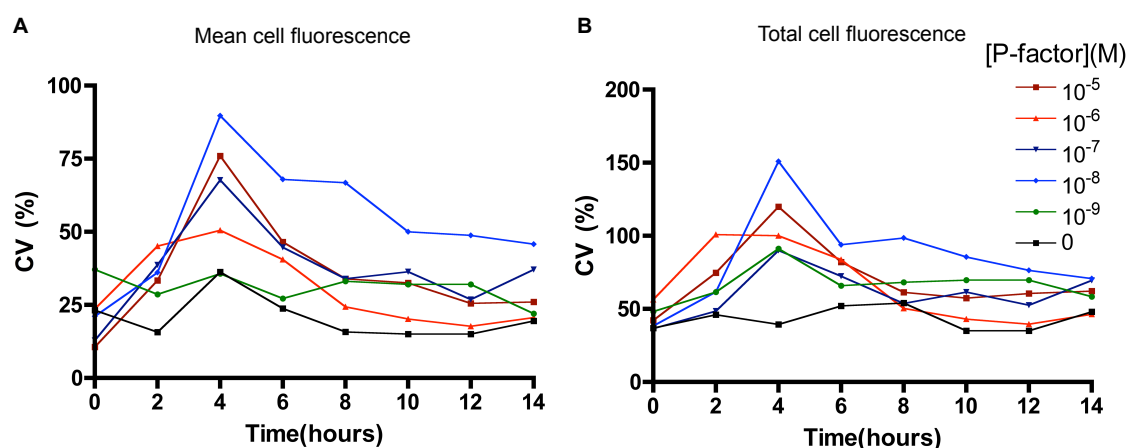 A
Mean cell fluorescence
100
75
50
25
0
CV (%)
0 2 4 6 8 10 12 14
Time(hours)
B
Total cell fluorescence
200
150
100
50
0
CV (%)
0 2 4 6 8 10 12 14
Time(hours)
[P-factor](M)
10⁻⁵
10⁻⁶
10⁻⁷
10⁻⁸
10⁻⁹
0